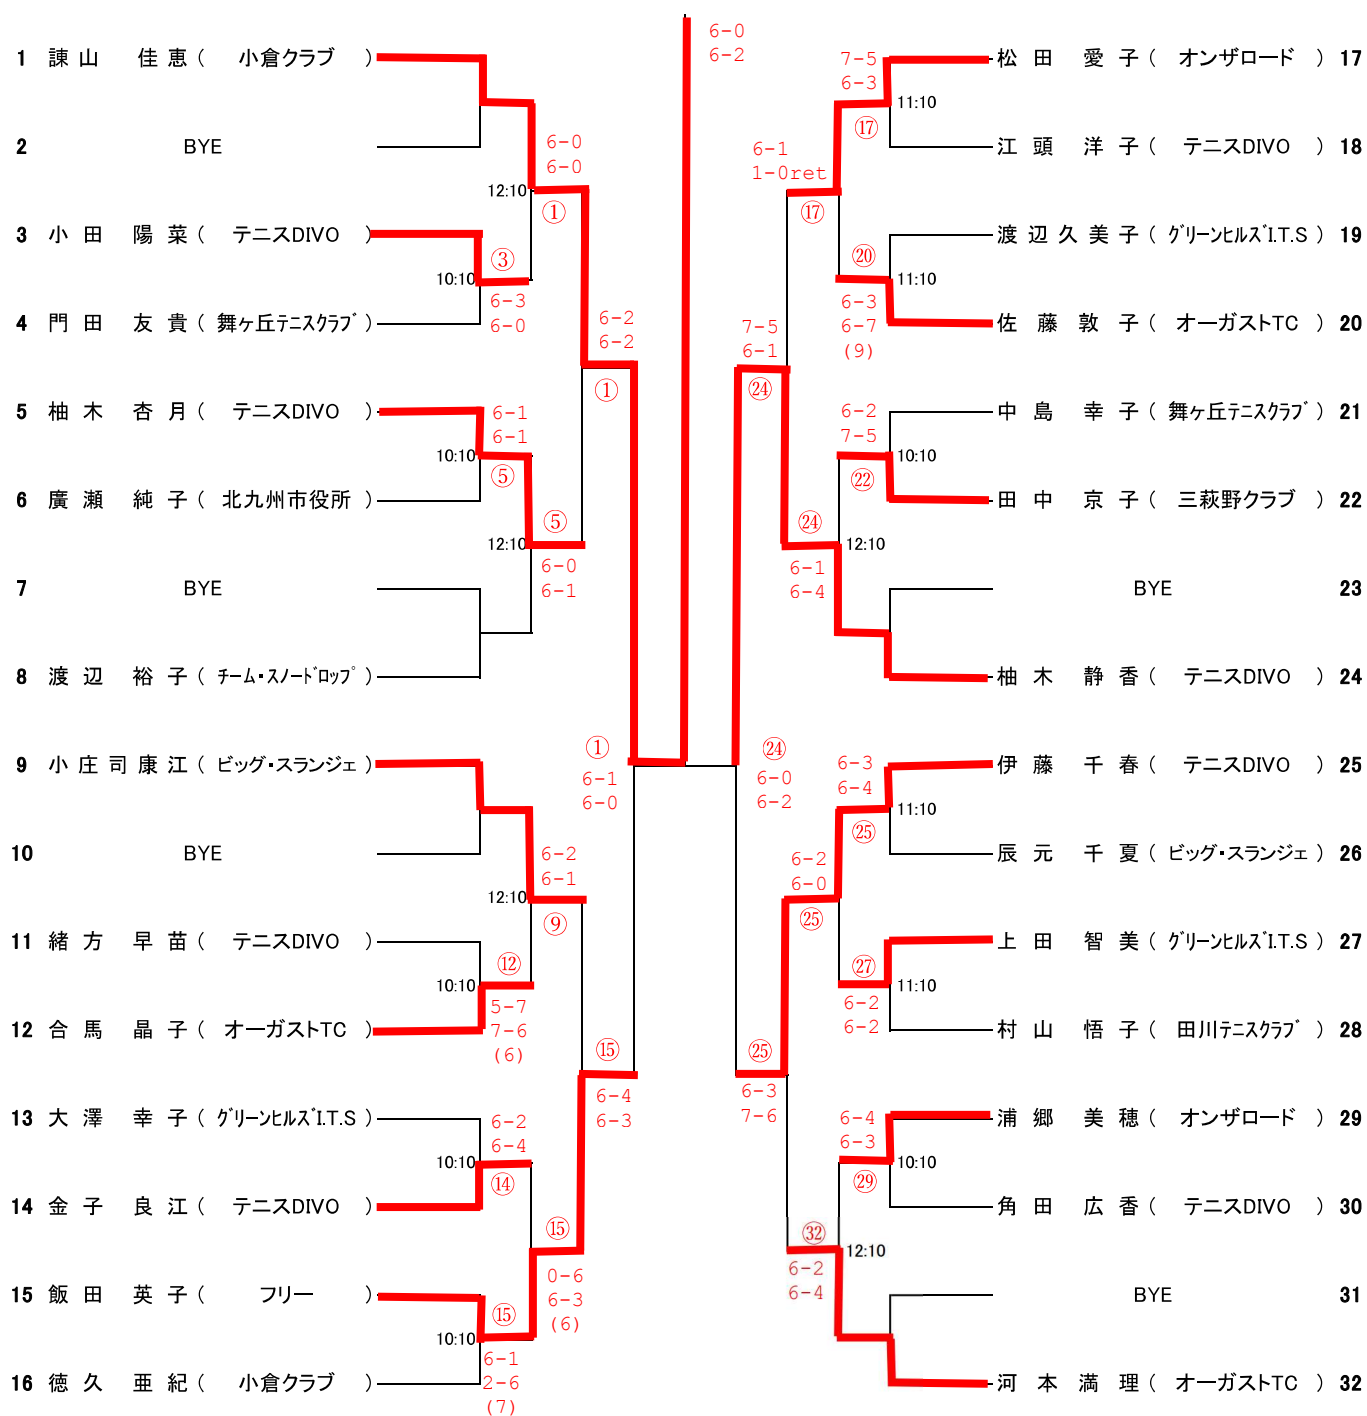 6-0
6-2
1 諌山 佳恵 ( 小倉クラブ )
2 BYE
6-0
6-0
12:10
①
3 小田 陽菜 ( テニスDIVO )
③
10:10
6-3
6-0
4 門田 友貴 ( 舞ヶ丘テニスクラブ )
6-2
6-2
①
5 柚木 杏月 ( テニスDIVO )
6-1
6-1
10:10
⑤
6 廣瀬 純子 ( 北九州市役所 )
⑤
12:10
6-0
6-1
7 BYE
8 渡辺 裕子 ( チーム・スノードロップ )
①
6-1
6-0
9 小庄司康江 ( ビッグ・スランジェ )
10 BYE
6-2
6-1
12:10
⑨
11 緒方 早苗 ( テニスDIVO )
⑫
10:10
5-7
7-6
(6)
12 合馬 晶子 ( オーガストTC )
⑮
6-4
6-3
13 大澤 幸子 ( グリーンヒルズI.T.S )
6-2
6-4
10:10
⑭
14 金子 良江 ( テニスDIVO )
⑮
0-6
6-3
(6)
15 飯田 英子 ( フリー )
⑮
10:10
6-1
2-6
(7)
16 徳久 亜紀 ( 小倉クラブ )
松田 愛子 ( オンザロード ) 17
7-5
6-3
11:10
⑰
江頭 洋子 ( テニスDIVO ) 18
6-1
1-0ret
⑰
渡辺久美子 ( グリーンヒルズI.T.S ) 19
⑳
11:10
6-3
6-7
(9)
佐藤敦子 ( オーガストTC ) 20
7-5
6-1
㉔
中島 幸子 ( 舞ヶ丘テニスクラブ ) 21
6-2
7-5
10:10
㉒
田中 京子 ( 三萩野クラブ ) 22
㉔
12:10
6-1
6-4
BYE 23
柚木 静香 ( テニスDIVO ) 24
㉔
6-0
6-2
伊藤 千春 ( テニスDIVO ) 25
6-3
6-4
11:10
㉕
辰元 千夏 ( ビッグ・スランジェ ) 26
6-2
6-0
㉕
上田 智美 ( グリーンヒルズI.T.S ) 27
㉗
11:10
6-2
6-2
村山 悟子 ( 田川テニスクラブ ) 28
㉕
6-3
7-6
浦郷 美穂 ( オンザロード ) 29
6-4
6-3
10:10
㉙
角田 広香 ( テニスDIVO ) 30
㉜
12:10
6-2
6-4
BYE 31
河本満理 ( オーガストTC ) 32